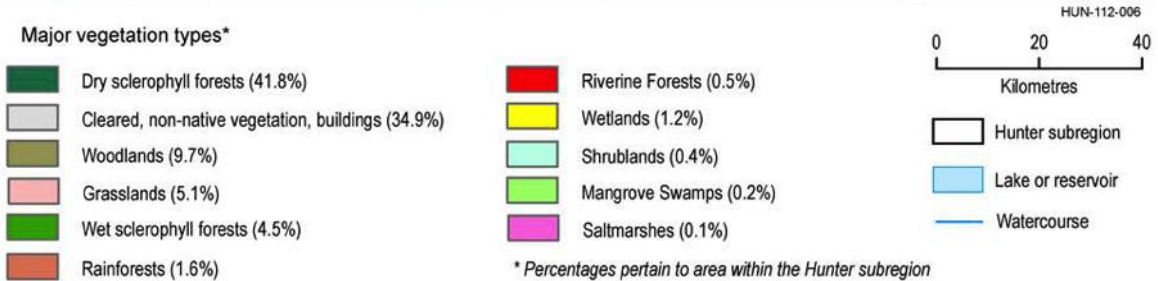 HUN-112-006
Major vegetation types*
Dry sclerophyll forests (41.8%)
Cleared, non-native vegetation, buildings (34.9%)
Woodlands (9.7%)
Grasslands (5.1%)
Wet sclerophyll forests (4.5%)
Rainforests (1.6%)
Riverine Forests (0.5%)
Wetlands (1.2%)
Shrublands (0.4%)
Mangrove Swamps (0.2%)
Saltmarshes (0.1%)
* Percentages pertain to area within the Hunter subregion
0 20 40
Kilometres
Hunter subregion
Lake or reservoir
Watercourse